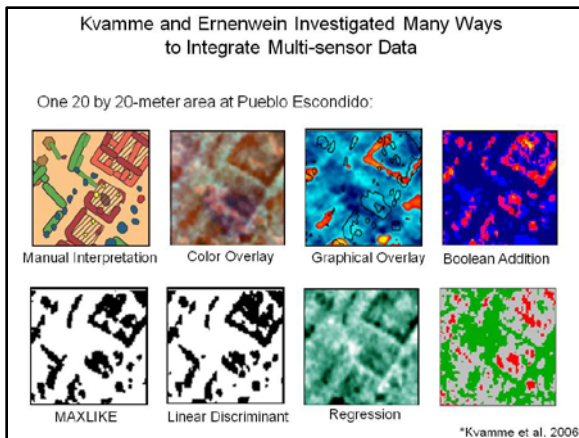 Kvamme and Ernenwein Investigated Many Ways
to Integrate Multi-sensor Data
One 20 by 20-meter area at Pueblo Escondido:
Manual Interpretation
Color Overlay
Graphical Overlay
Boolean Addition
MAXLIKE
Linear Discriminant
Regression
*Kvamme et al. 2006